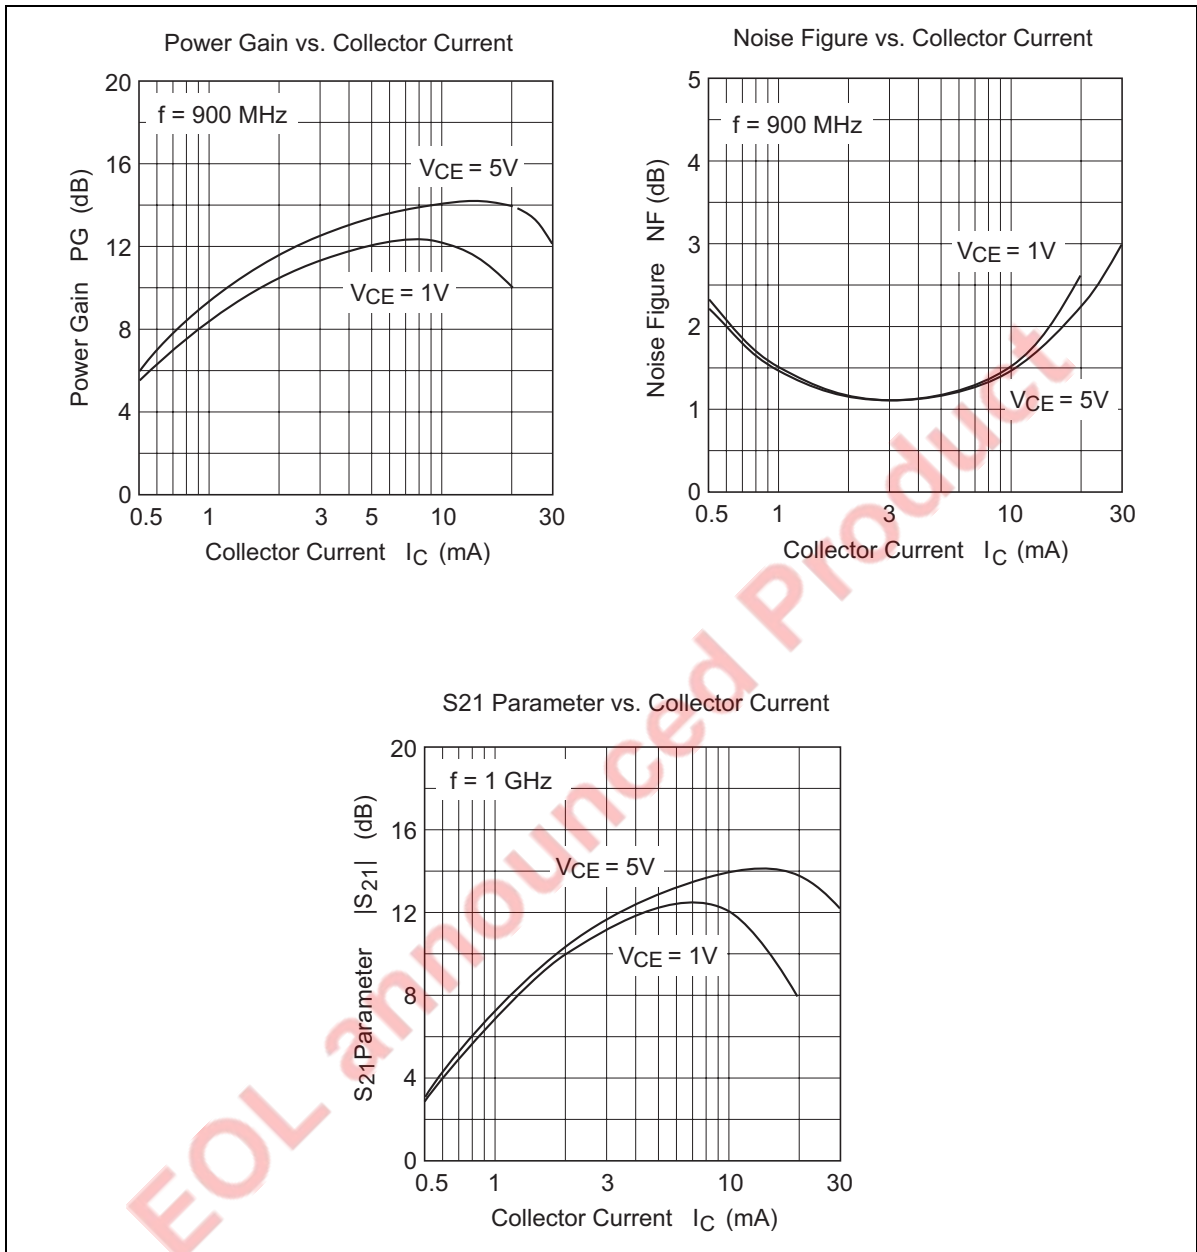 Power Gain vs. Collector Current
20
16
12
8
4
0
Power Gain PG (dB)
f = 900 MHz
VCE = 5V
VCE = 1V
0.5 1 3 5 10 30
Collector Current IC (mA)
Noise Figure vs. Collector Current
5
4
3
2
1
0
Noise Figure NF (dB)
f = 900 MHz
VCE = 1V
VCE = 5V
0.5 1 3 10 30
Collector Current IC (mA)
S21 Parameter vs. Collector Current
20
16
12
8
4
0
S21 Parameter |S21| (dB)
f = 1 GHz
VCE = 5V
VCE = 1V
0.5 1 3 10 30
Collector Current IC (mA)
EOL announced Product